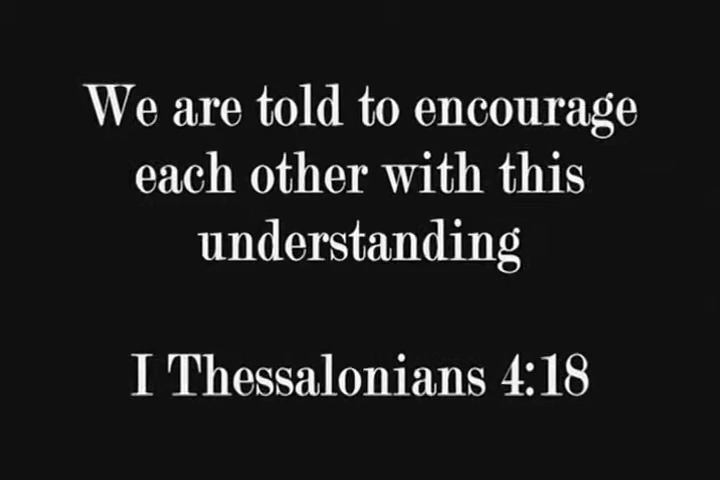 We are told to encourage
each other with this
understanding
I Thessalonians 4:18